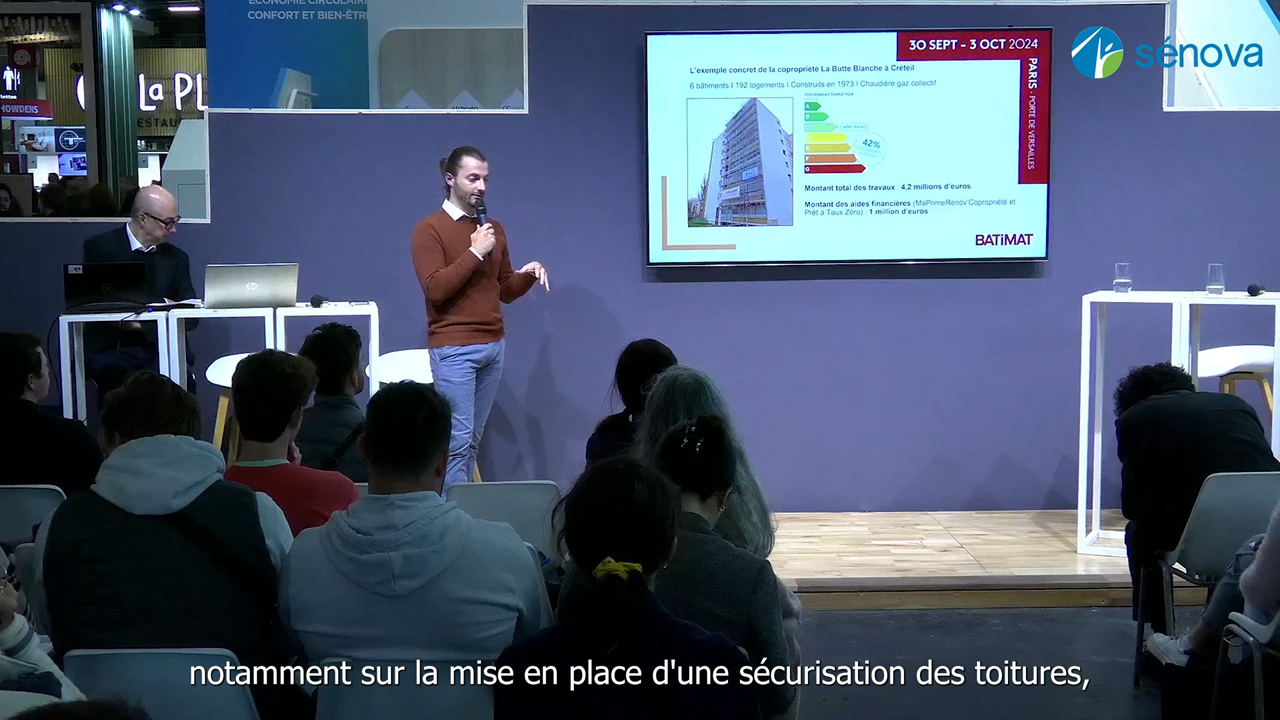 ÉCONOMIE CIRCULAIRE
CONFORT ET BIEN-ÊTRE
LA PL
HOWDENS
30 SEPT - 3 OCT 2024
PARIS - PORTE DE VERSAILLES
sénova
L'exemple concret de la copropriété La Butte Blanche à Créteil
6 bâtiments I 192 logements I Construits en 1973 I Chaudière gaz collectif
A
B
42%
G
Montant total des travaux 4,2 millions d'euros
Montant des aides financières (MaPrimeRénov'Copropriété et
Prêt à Taux Zéro) 1 million d'euros
BATIMAT
hp
notamment sur la mise en place d'une sécurisation des toitures,